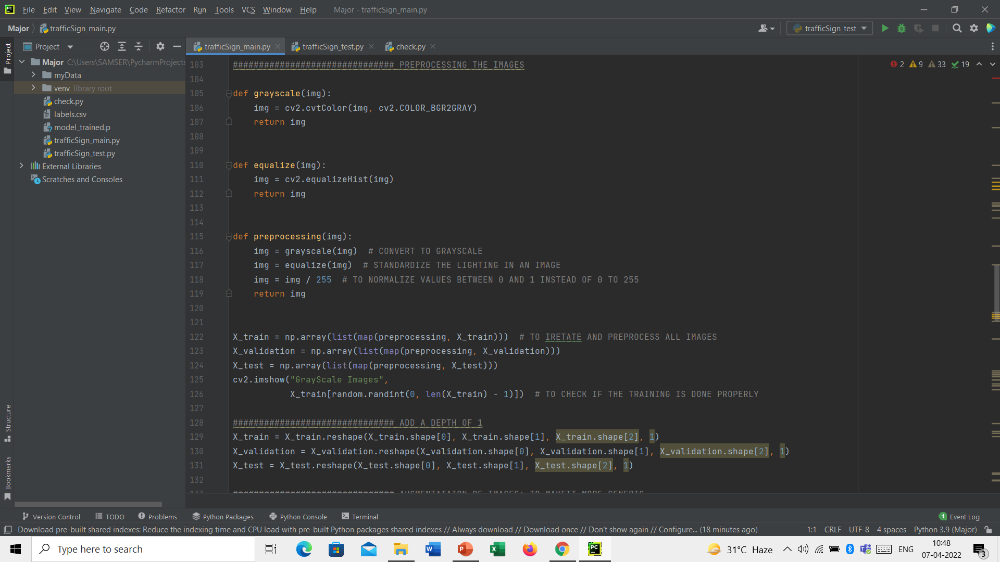 File Edit View Navigate Code Refactor Run Tools VCS Window Help Major - trafficSign_main.py
Major trafficSign_main.py trafficSign_test
Project trafficSign_main.py trafficSign_test.py check.py
Project
Major C:\Users\SAMSER\PycharmProjects
myData
venv library root
check.py
labels.csv
model_trained.p
trafficSign_main.py
trafficSign_test.py
External Libraries
Scratches and Consoles
2 9 33 19
103 ############################### PREPROCESSING THE IMAGES
104
105 def grayscale(img):
106 img = cv2.cvtColor(img, cv2.COLOR_BGR2GRAY)
107 return img
108
109
110 def equalize(img):
111 img = cv2.equalizeHist(img)
112 return img
113
114
115 def preprocessing(img):
116 img = grayscale(img) # CONVERT TO GRAYSCALE
117 img = equalize(img) # STANDARDIZE THE LIGHTING IN AN IMAGE
118 img = img / 255 # TO NORMALIZE VALUES BETWEEN 0 AND 1 INSTEAD OF 0 TO 255
119 return img
120
121
122 X_train = np.array(list(map(preprocessing, X_train))) # TO IRETATE AND PREPROCESS ALL IMAGES
123 X_validation = np.array(list(map(preprocessing, X_validation)))
124 X_test = np.array(list(map(preprocessing, X_test)))
125 cv2.imshow("GrayScale Images",
126 X_train[random.randint(0, len(X_train) - 1)]) # TO CHECK IF THE TRAINING IS DONE PROPERLY
127
128 ############################### ADD A DEPTH OF 1
129 X_train = X_train.reshape(X_train.shape[0], X_train.shape[1], X_train.shape[2], 1)
130 X_validation = X_validation.reshape(X_validation.shape[0], X_validation.shape[1], X_validation.shape[2], 1)
131 X_test = X_test.reshape(X_test.shape[0], X_test.shape[1], X_test.shape[2], 1)
132
133 ############################### AUGMENTATAION OF IMAGES: TO MAKEIT MORE GENERIC
Structure
Bookmarks
Version Control TODO Problems Python Packages Python Console Terminal 1 Event Log
Download pre-built shared indexes: Reduce the indexing time and CPU load with pre-built Python packages shared indexes // Always download // Download once // Don't show again // Configure... (18 minutes ago) 1:1 CRLF UTF-8 4 spaces Python 3.9 (Major)
Type here to search 31°C Haze ENG 10:48
07-04-2022
3